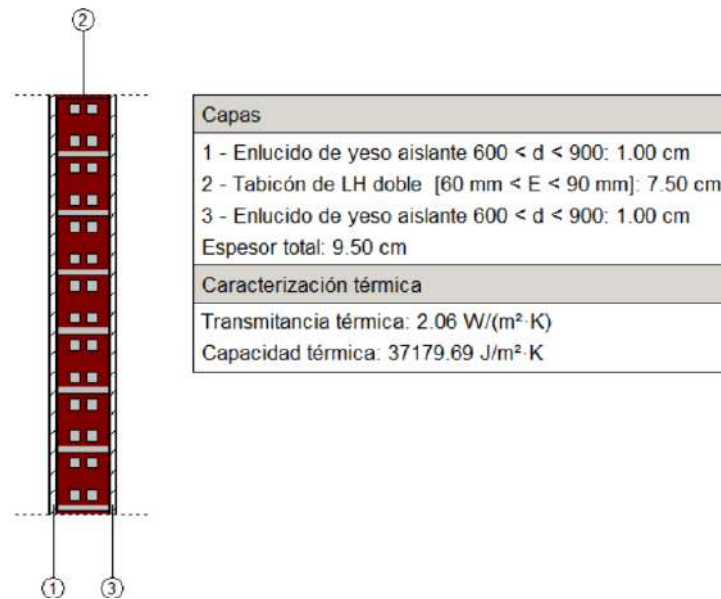 2
Capas
1 - Enlucido de yeso aislante 600 < d < 900: 1.00 cm
2 - Tabicón de LH doble [60 mm < E < 90 mm]: 7.50 cm
3 - Enlucido de yeso aislante 600 < d < 900: 1.00 cm
Espesor total: 9.50 cm
Caracterización térmica
Transmitancia térmica: 2.06 W/(m²·K)
Capacidad térmica: 37179.69 J/m²·K
1 3